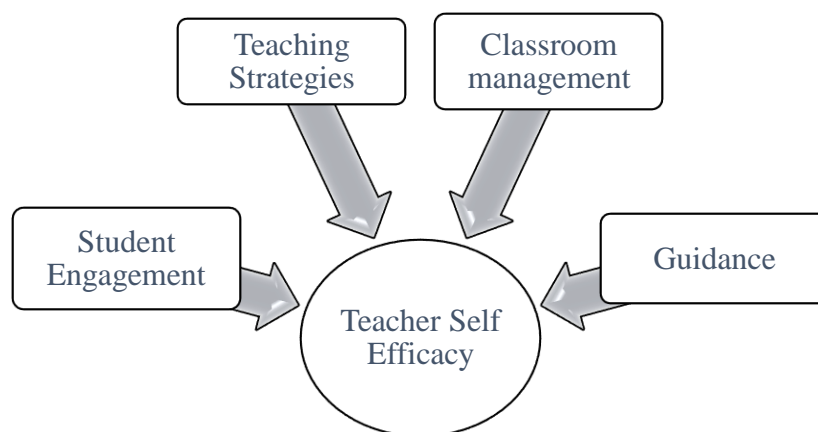 Teaching
Strategies
Classroom
management
Student
Engagement
Guidance
Teacher Self
Efficacy